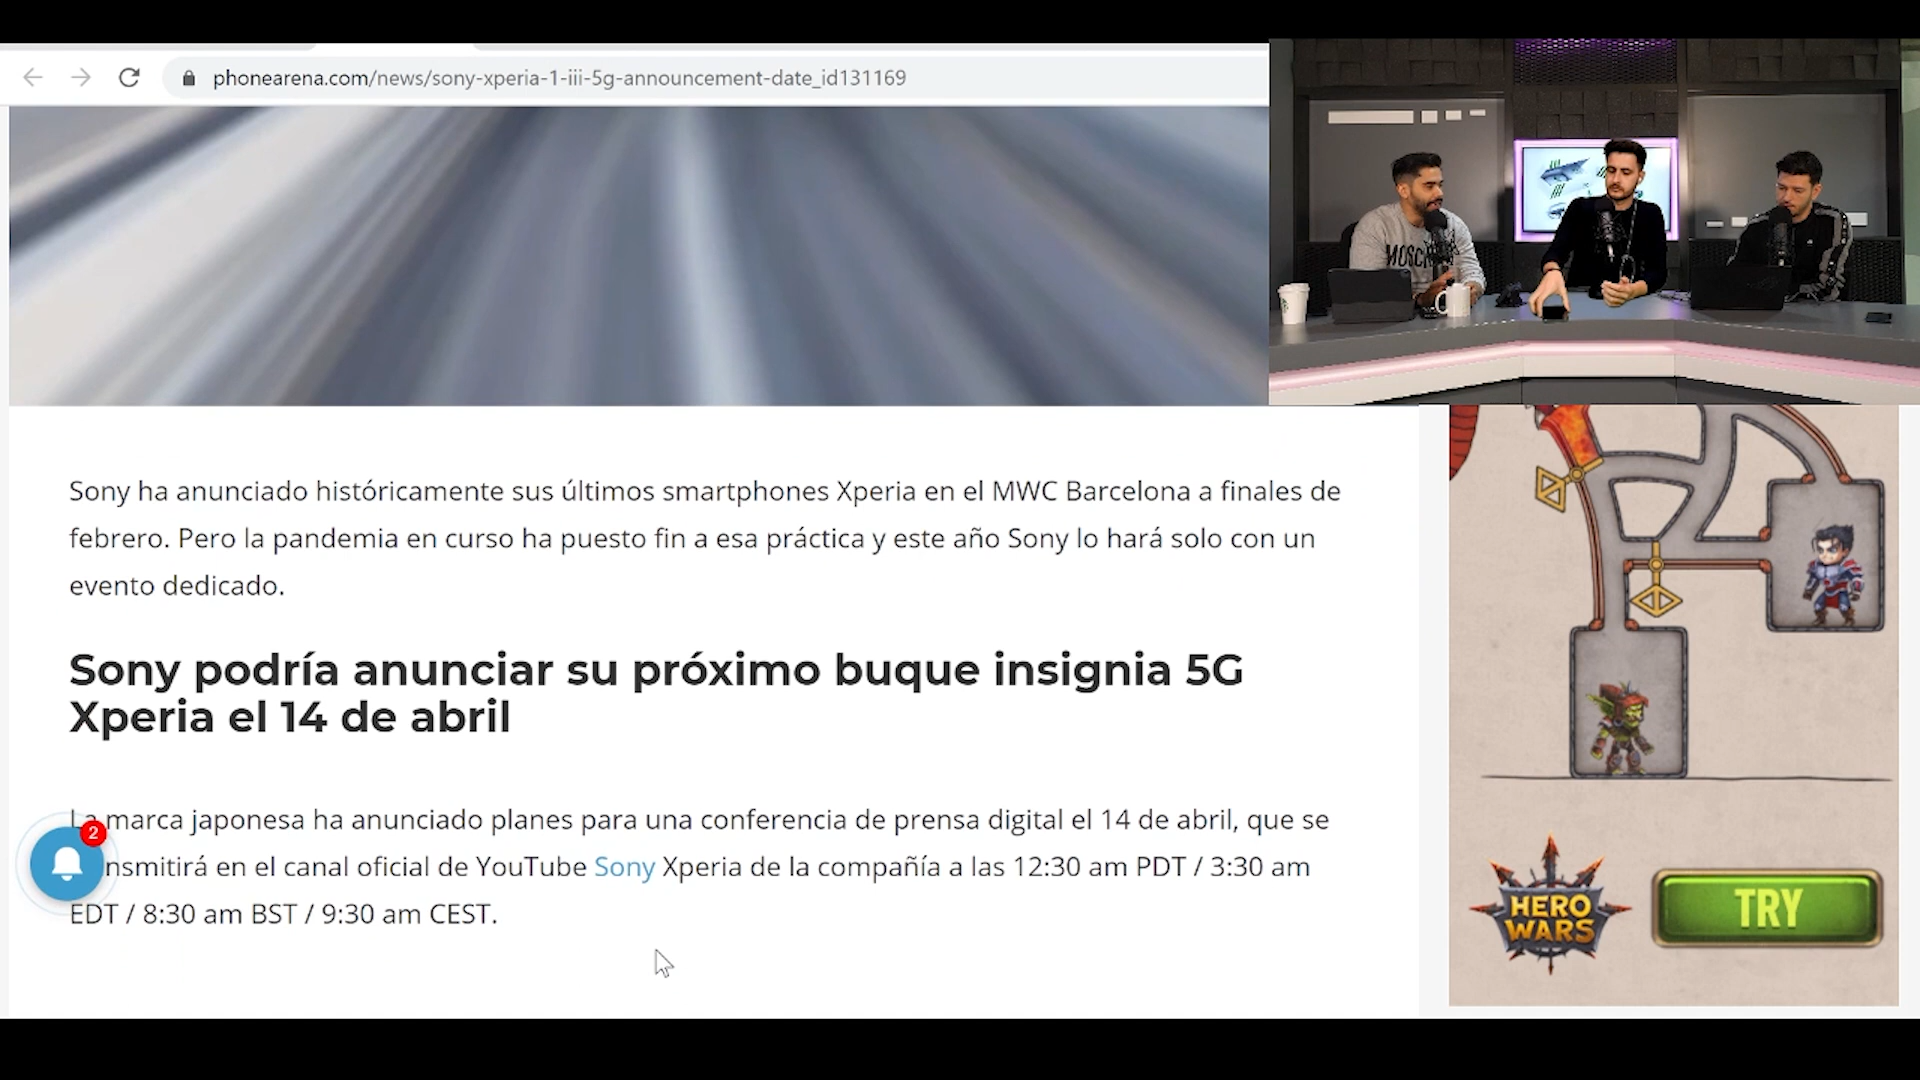 phonearena.com/news/sony-xperia-1-iii-5g-announcement-date_id131169
MOSC
Sony ha anunciado históricamente sus últimos smartphones Xperia en el MWC Barcelona a finales de
febrero. Pero la pandemia en curso ha puesto fin a esa práctica y este año Sony lo hará solo con un
evento dedicado.
Sony podría anunciar su próximo buque insignia 5G
Xperia el 14 de abril
La marca japonesa ha anunciado planes para una conferencia de prensa digital el 14 de abril, que se
nsmitirá en el canal oficial de YouTube Sony Xperia de la compañía a las 12:30 am PDT / 3:30 am
EDT / 8:30 am BST / 9:30 am CEST.
2
HERO
WARS
TRY